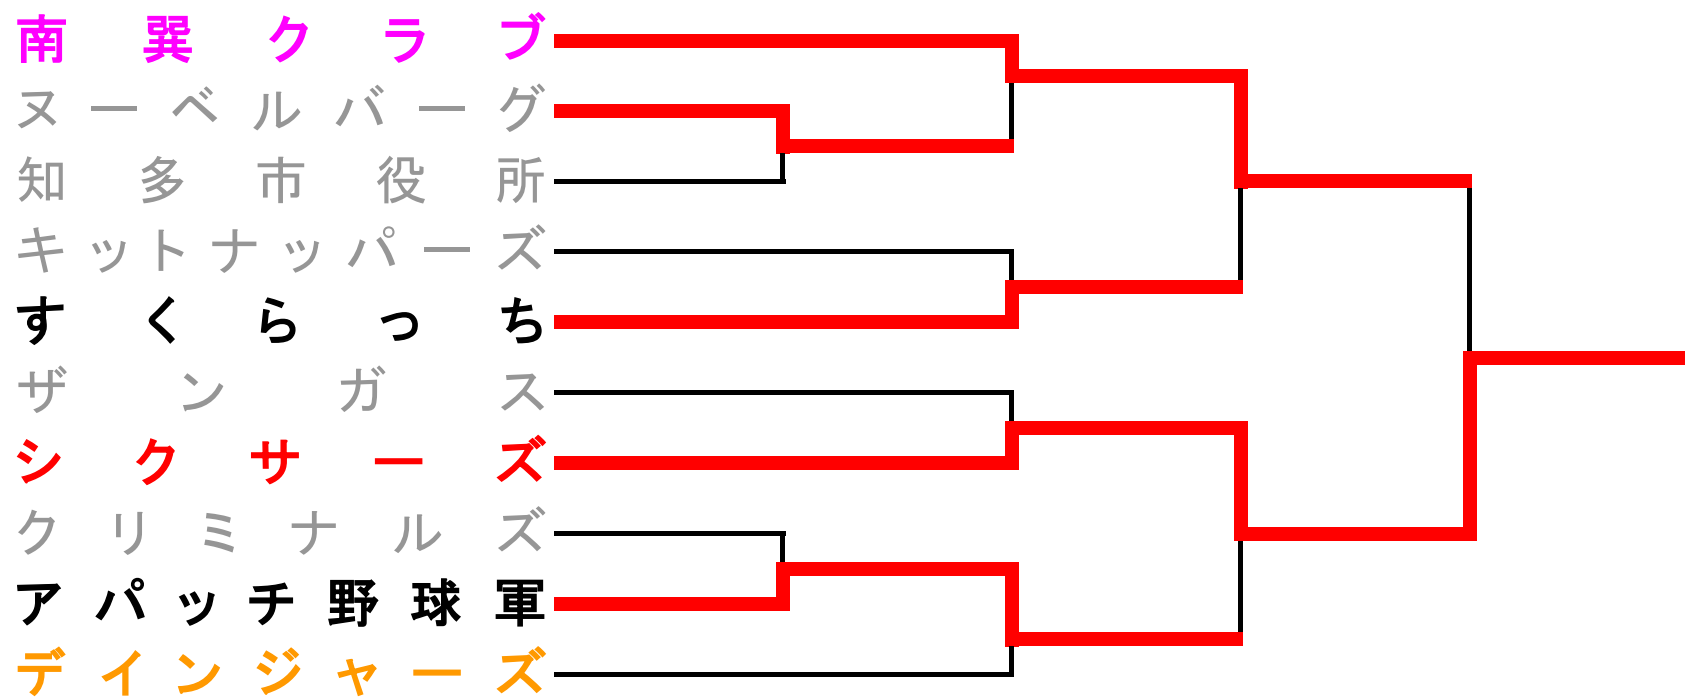 南巽クラブ
ヌーベルバーグ
知多市役所
キットナッパーズ
すくらっち
ザンガス
シクサーズ
クリミナルズ
アパッチ野球軍
デインジャーズ